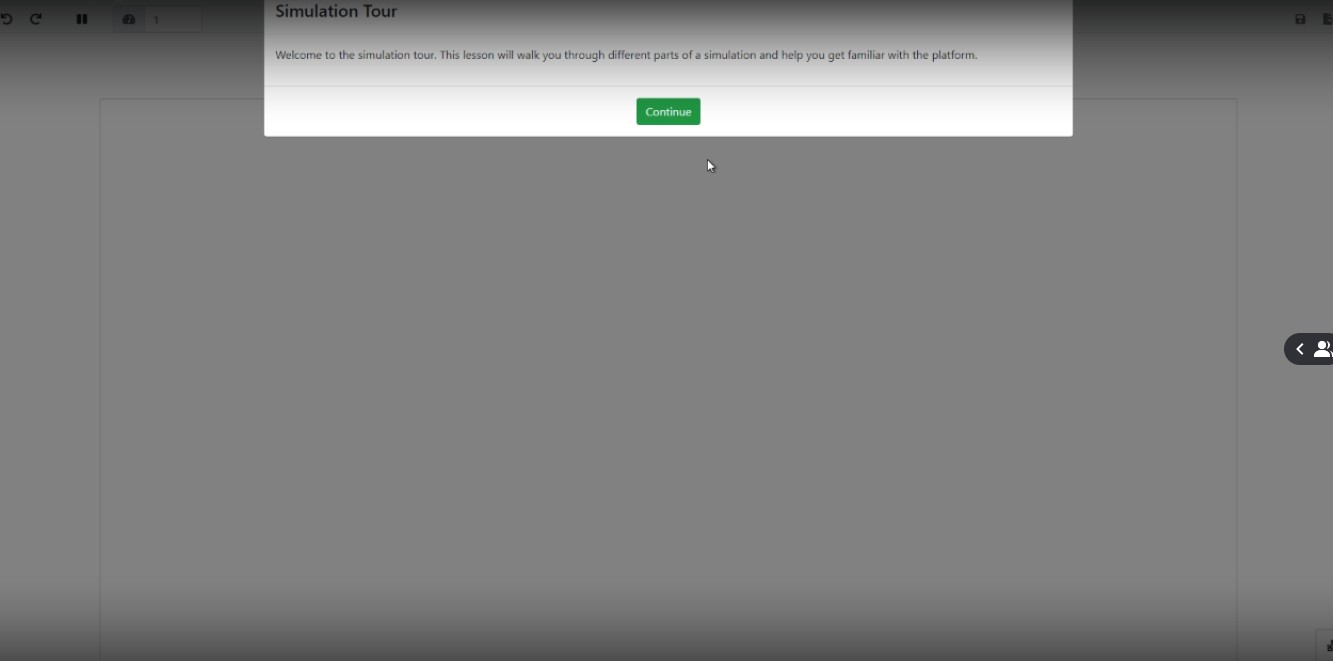 Simulation Tour
1
Welcome to the simulation tour. This lesson will walk you through different parts of a simulation and help you get familiar with the platform.
Continue